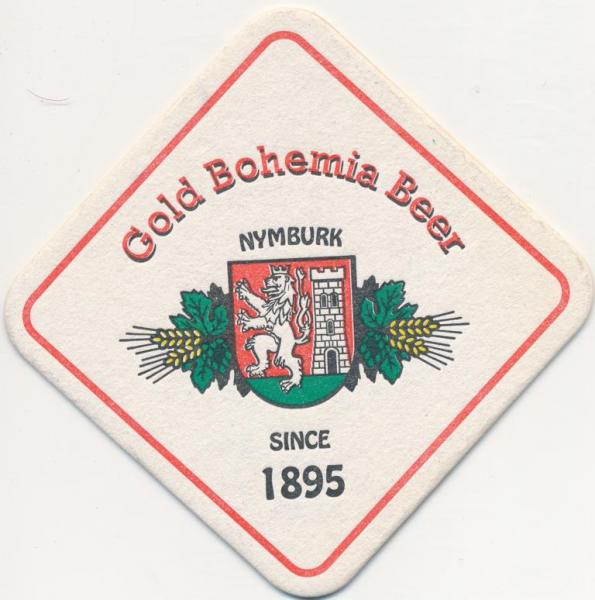 Gold Bohemia Beer
NYMBURK
SINCE
1895